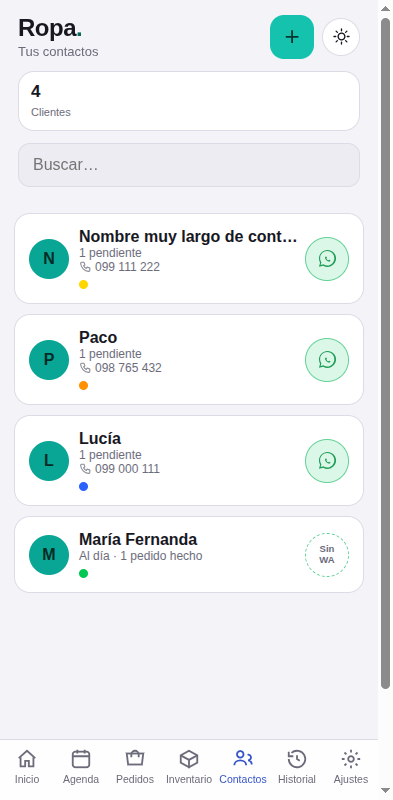 Ropa.
Tus contactos
+
4
Clientes
Buscar…
N
Nombre muy largo de cont…
1 pendiente
099 111 222
P
Paco
1 pendiente
098 765 432
L
Lucía
1 pendiente
099 000 111
M
María Fernanda
Al día · 1 pedido hecho
Sin
WA
Inicio
Agenda
Pedidos
Inventario
Contactos
Historial
Ajustes